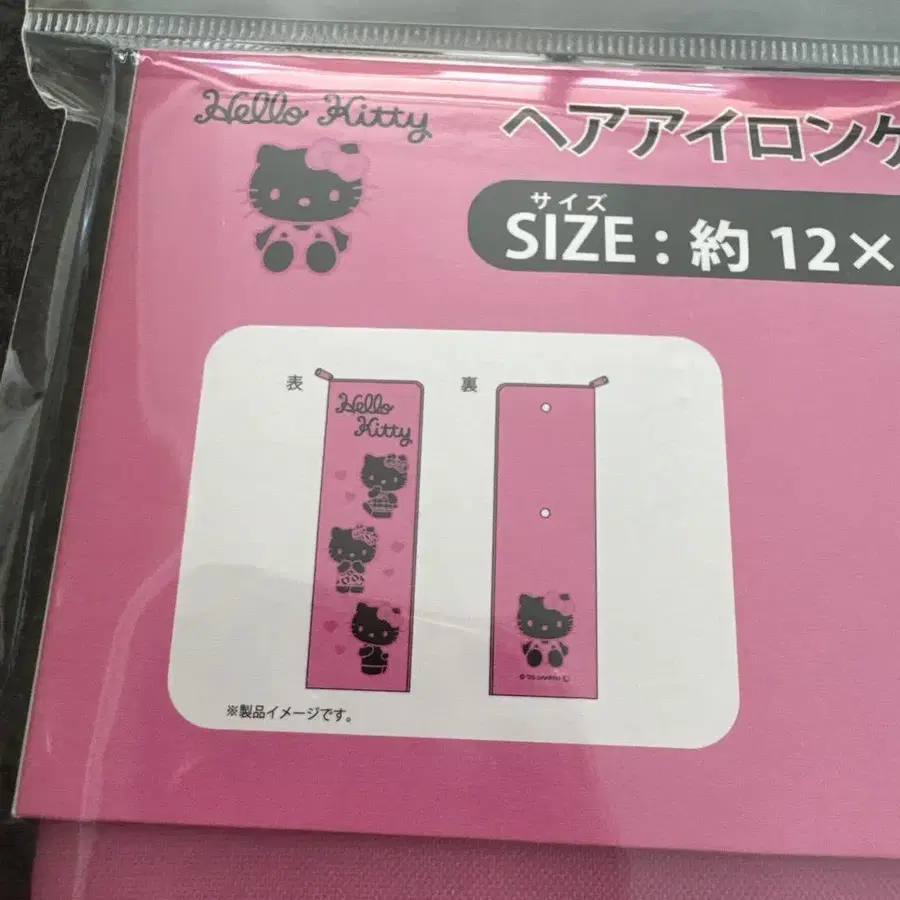 Hello Kitty
ヘアアイロンケ
サイズ
SIZE : 約 12×
表
裏
Hello
Kitty
※製品イメージです。